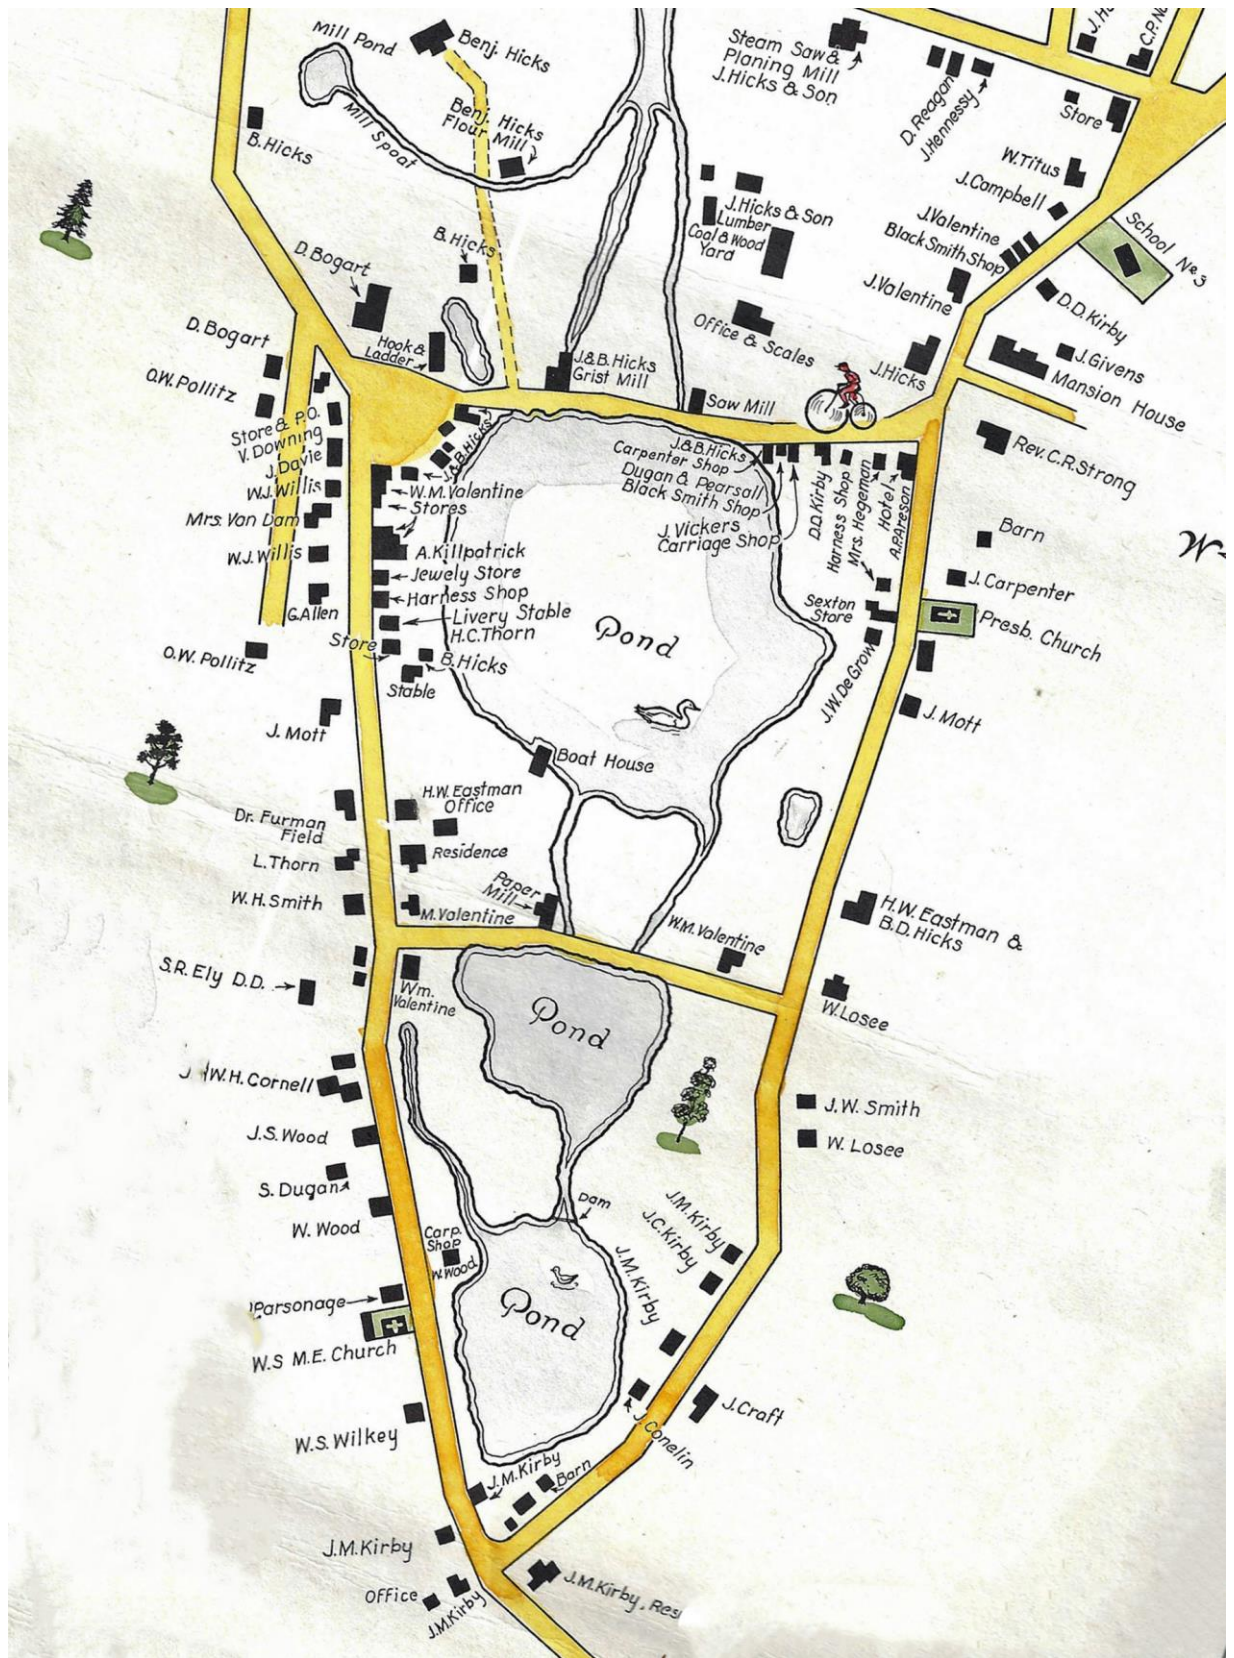 Mill Pond
Benj. Hicks
Steam Saw &
Planing Mill
J.Hicks & Son
D. Reagan
J.Hennessy
Store
Mill Spoat
Benj. Hicks
Flour Mill
B.Hicks
W.Titus
J.Campbell
J.Hicks & Son
Lumber
Coal & Wood
Yard
J.Valentine
Black Smith Shop
School No. 3
B.Hicks
D.Bogart
J.Valentine
D.D.Kirby
Office & Scales
D. Bogart
Hook &
Ladder
J.&B.Hicks
Grist Mill
J.Hicks
J.Givens
Mansion House
O.W. Pollitz
Saw Mill
Store & P.O.
V. Downing
J. Davie
J.&B.Hicks
J.&B.Hicks
Carpenter Shop
Dugan & Pearsall
Black Smith Shop
J. Vickers
Carriage Shop
D.D. Kirby
Harness Shop
Mrs. Hegeman
Hotel
A.P. Areson
Rev. C.R. Strong
W.J. Willis
W.M. Valentine
Stores
Mrs. Van Dam
W.J. Willis
A. Killpatrick
Jewely Store
Harness Shop
Livery Stable
H.C. Thorn
G. Allen
Barn
J. Carpenter
Sexton
Store
Presb. Church
Pond
Store
B. Hicks
Stable
O.W. Pollitz
J.W. De Grow
J. Mott
J. Mott
Boat House
H.W. Eastman
Office
Dr. Furman
Field
Residence
L. Thorn
W.H. Smith
M. Valentine
Paper
Mill
W.M. Valentine
H.W. Eastman &
B.D. Hicks
S.R. Ely D.D.
Wm.
Valentine
Pond
W. Losee
W.H. Cornell
J.W. Smith
J.S. Wood
W. Losee
S. Dugan
Dam
W. Wood
Carp.
Shop
W. Wood
J.M. Kirby
J.C. Kirby
J.M. Kirby
Parsonage
Pond
W.S M.E. Church
J. Craft
J. Conelin
W.S. Wilkey
J.M. Kirby
Barn
J.M. Kirby
Office
J.M. Kirby
J.M. Kirby, Res